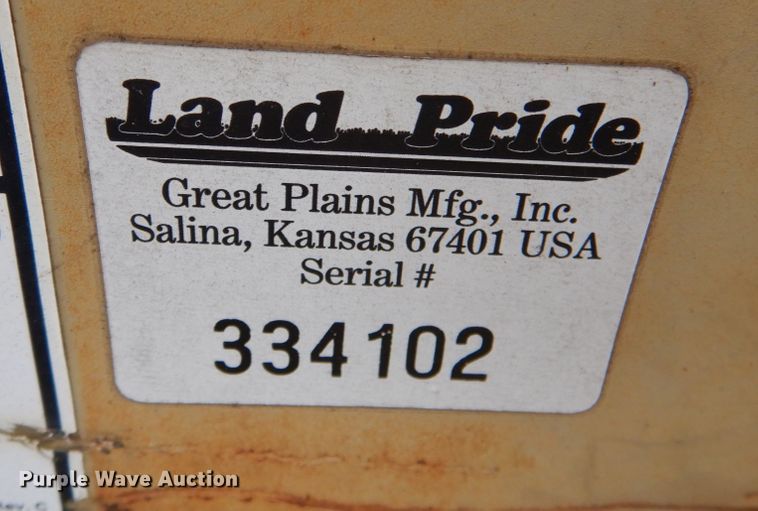 Land Pride
Great Plains Mfg., Inc.
Salina, Kansas 67401 USA
Serial #
334102
Purple Wave Auction